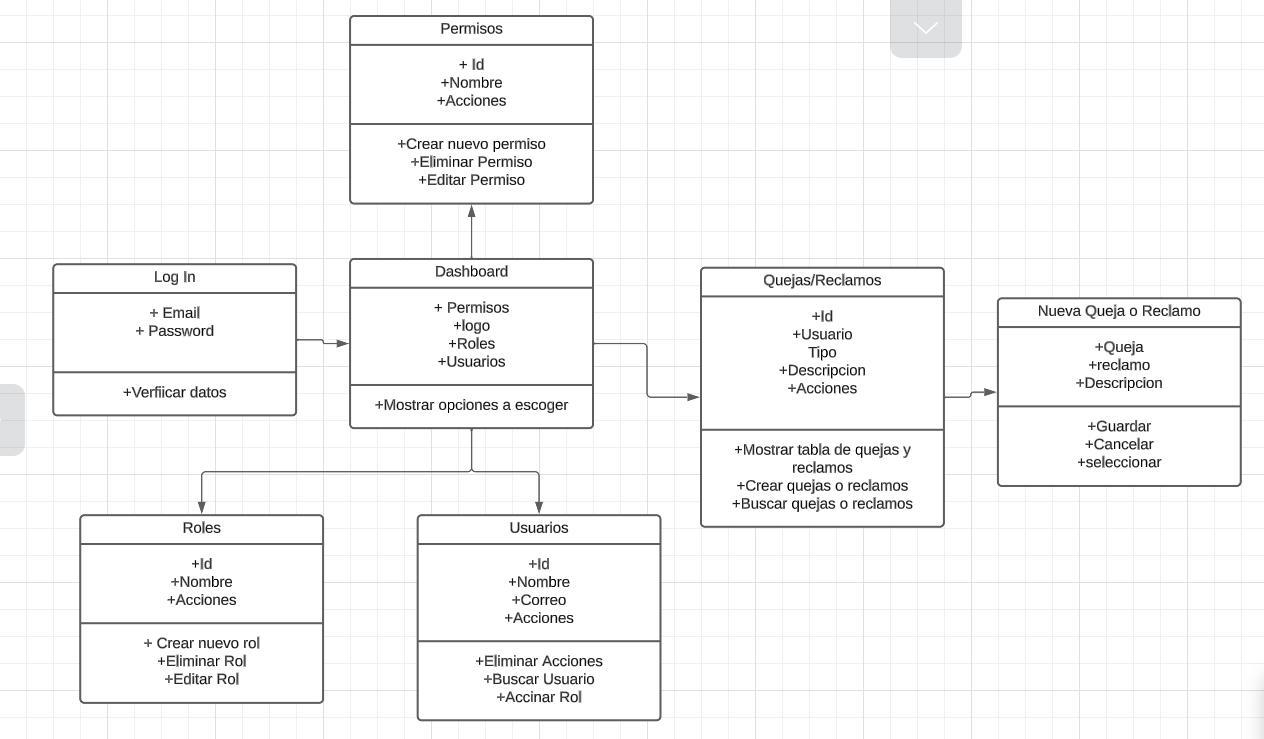 Permisos
+ Id
+Nombre
+Acciones
+Crear nuevo permiso
+Eliminar Permiso
+Editar Permiso
Log In
+ Email
+ Password
+Verfiicar datos
Dashboard
+ Permisos
+logo
+Roles
+Usuarios
+Mostrar opciones a escoger
Quejas/Reclamos
+Id
+Usuario
Tipo
+Descripcion
+Acciones
+Mostrar tabla de quejas y
reclamos
+Crear quejas o reclamos
+Buscar quejas o reclamos
Nueva Queja o Reclamo
+Queja
+reclamo
+Descripcion
+Guardar
+Cancelar
+seleccionar
Roles
+Id
+Nombre
+Acciones
+ Crear nuevo rol
+Eliminar Rol
+Editar Rol
Usuarios
+Id
+Nombre
+Correo
+Acciones
+Eliminar Acciones
+Buscar Usuario
+Accinar Rol